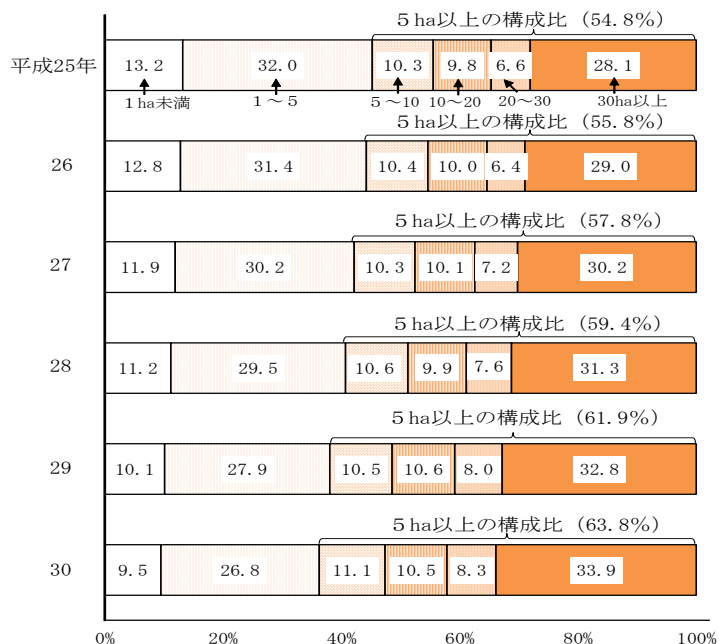 5ha以上の構成比 (54.8%)
平成25年 13.2 32.0 10.3 9.8 6.6 28.1
1ha未満 1～5 5～10 10～20 20～30 30ha以上
5ha以上の構成比 (55.8%)
26 12.8 31.4 10.4 10.0 6.4 29.0
5ha以上の構成比 (57.8%)
27 11.9 30.2 10.3 10.1 7.2 30.2
5ha以上の構成比 (59.4%)
28 11.2 29.5 10.6 9.9 7.6 31.3
5ha以上の構成比 (61.9%)
29 10.1 27.9 10.5 10.6 8.0 32.8
5ha以上の構成比 (63.8%)
30 9.5 26.8 11.1 10.5 8.3 33.9
0% 20% 40% 60% 80% 100%